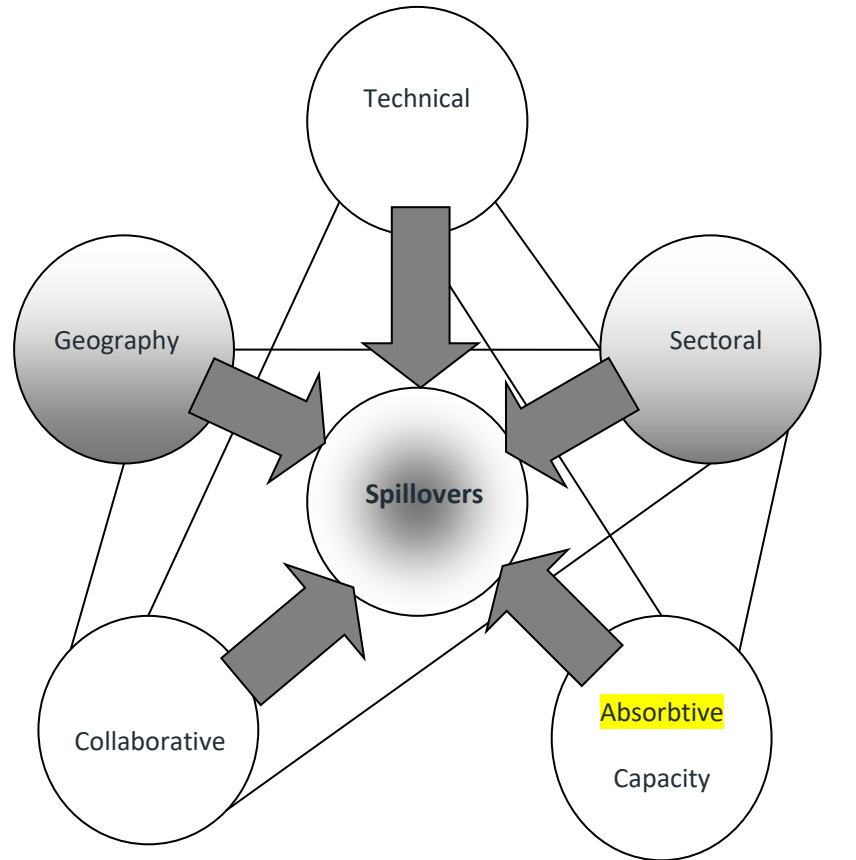 Technical
Geography
Sectoral
Spillovers
Collaborative
Absorbtive
Capacity